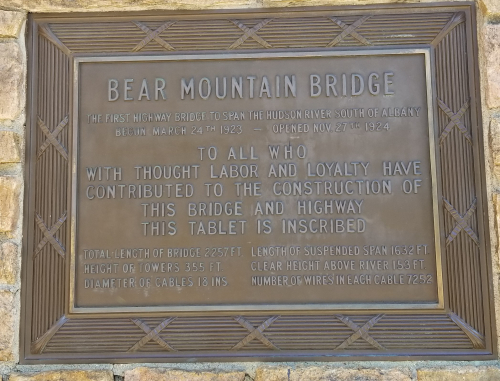 BEAR MOUNTAIN BRIDGE
THE FIRST HIGHWAY BRIDGE TO SPAN THE HUDSON RIVER SOUTH OF ALBANY
BEGUN MARCH 24TH 1923 — OPENED NOV 27TH 1924
TO ALL WHO
WITH THOUGHT LABOR AND LOYALTY HAVE
CONTRIBUTED TO THE CONSTRUCTION OF
THIS BRIDGE AND HIGHWAY
THIS TABLET IS INSCRIBED
TOTAL LENGTH OF BRIDGE 2257 FT LENGTH OF SUSPENDED SPAN 1632 FT
HEIGHT OF TOWERS 355 FT CLEAR HEIGHT ABOVE RIVER 153 FT
DIAMETER OF CABLES 18 INS NUMBER OF WIRES IN EACH CABLE 7252